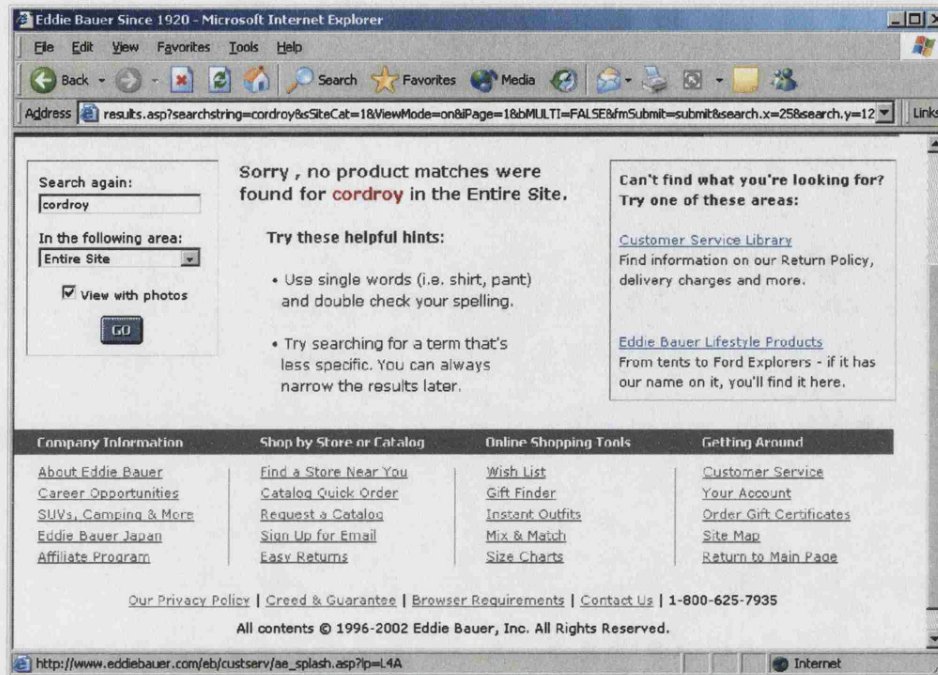 Eddie Bauer Since 1920 - Microsoft Internet Explorer
File Edit View Favorites Tools Help
Back Search Favorites Media
Address results.asp?searchstring=cordroy&sSiteCat=1&ViewMode=on&iPage=1&bMULTI=FALSE&fmSubmit=submit&search.x=25&search.y=12 Links
Search again:
cordroy
In the following area:
Entire Site
View with photos
GO
Sorry , no product matches were
found for cordroy in the Entire Site.
Try these helpful hints:
• Use single words (i.e. shirt, pant)
and double check your spelling.
• Try searching for a term that's
less specific. You can always
narrow the results later.
Can't find what you're looking for?
Try one of these areas:
Customer Service Library
Find information on our Return Policy,
delivery charges and more.
Eddie Bauer Lifestyle Products
From tents to Ford Explorers - if it has
our name on it, you'll find it here.
Company Information
About Eddie Bauer
Career Opportunities
SUVs, Camping & More
Eddie Bauer Japan
Affiliate Program
Shop by Store or Catalog
Find a Store Near You
Catalog Quick Order
Request a Catalog
Sign Up for Email
Easy Returns
Online Shopping Tools
Wish List
Gift Finder
Instant Outfits
Mix & Match
Size Charts
Getting Around
Customer Service
Your Account
Order Gift Certificates
Site Map
Return to Main Page
Our Privacy Policy | Creed & Guarantee | Browser Requirements | Contact Us | 1-800-625-7935
All contents © 1996-2002 Eddie Bauer, Inc. All Rights Reserved.
http://www.eddiebauer.com/eb/custserv/ae_splash.asp?lp=L4A Internet